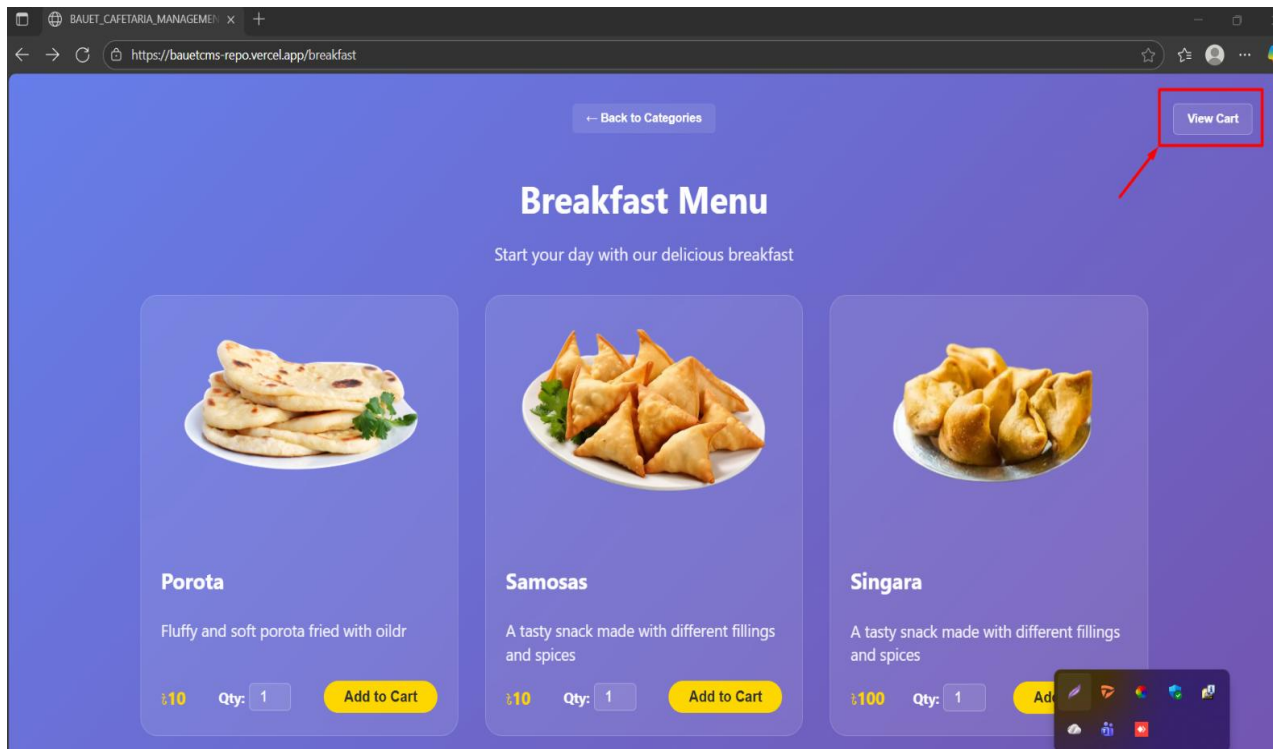 BAUET_CAFETARIA_MANAGEMEN
https://bauetcms-repo.vercel.app/breakfast
← Back to Categories
View Cart
Breakfast Menu
Start your day with our delicious breakfast
Porota
Fluffy and soft porota fried with oildr
৳10 Qty: 1 Add to Cart
Samosas
A tasty snack made with different fillings
and spices
৳10 Qty: 1 Add to Cart
Singara
A tasty snack made with different fillings
and spices
৳100 Qty: 1